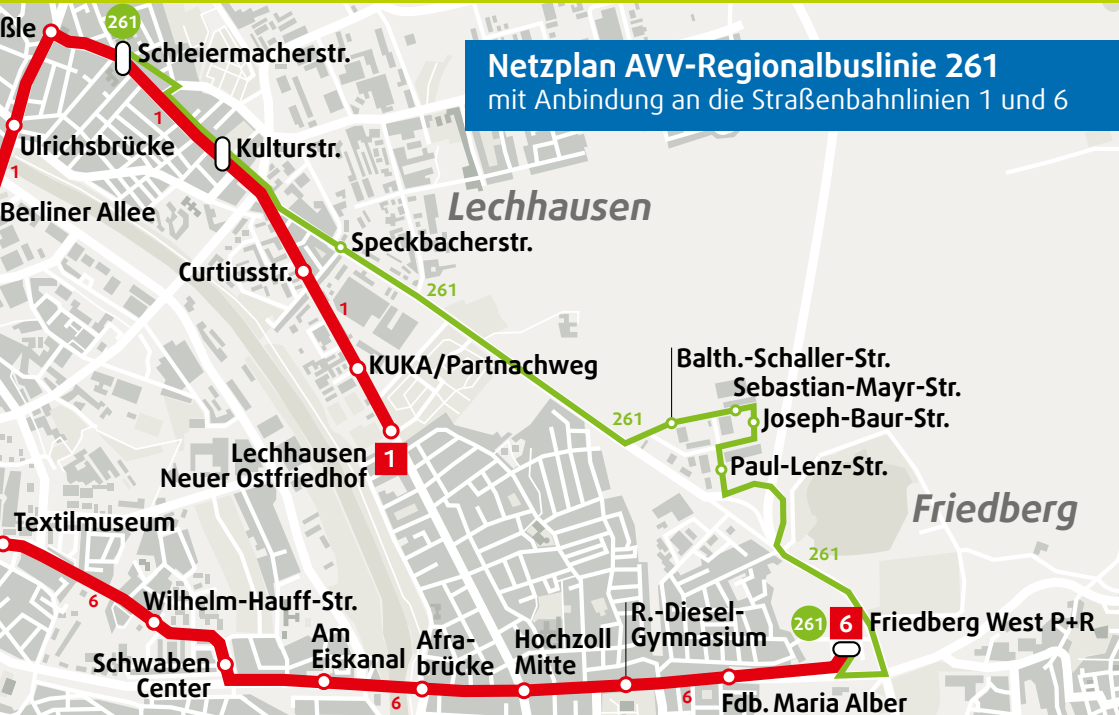 ßle
261
Schleiermacherstr.
Netzplan AVV-Regionalbuslinie 261
mit Anbindung an die Straßenbahnlinien 1 und 6
1
Ulrichsbrücke
Kulturstr.
1
Berliner Allee
Lechhausen
Speckbacherstr.
Curtiusstr.
261
1
KUKA/Partnachweg
Balth.-Schaller-Str.
Sebastian-Mayr-Str.
261
Joseph-Baur-Str.
Lechhausen
Neuer Ostfriedhof
1
Paul-Lenz-Str.
Friedberg
Textilmuseum
261
6
Wilhelm-Hauff-Str.
Am
Eiskanal
Afra-
brücke
Hochzoll
Mitte
R.-Diesel-
Gymnasium
261
6
Friedberg West P+R
Schwaben
Center
6
6
Fdb. Maria Alber